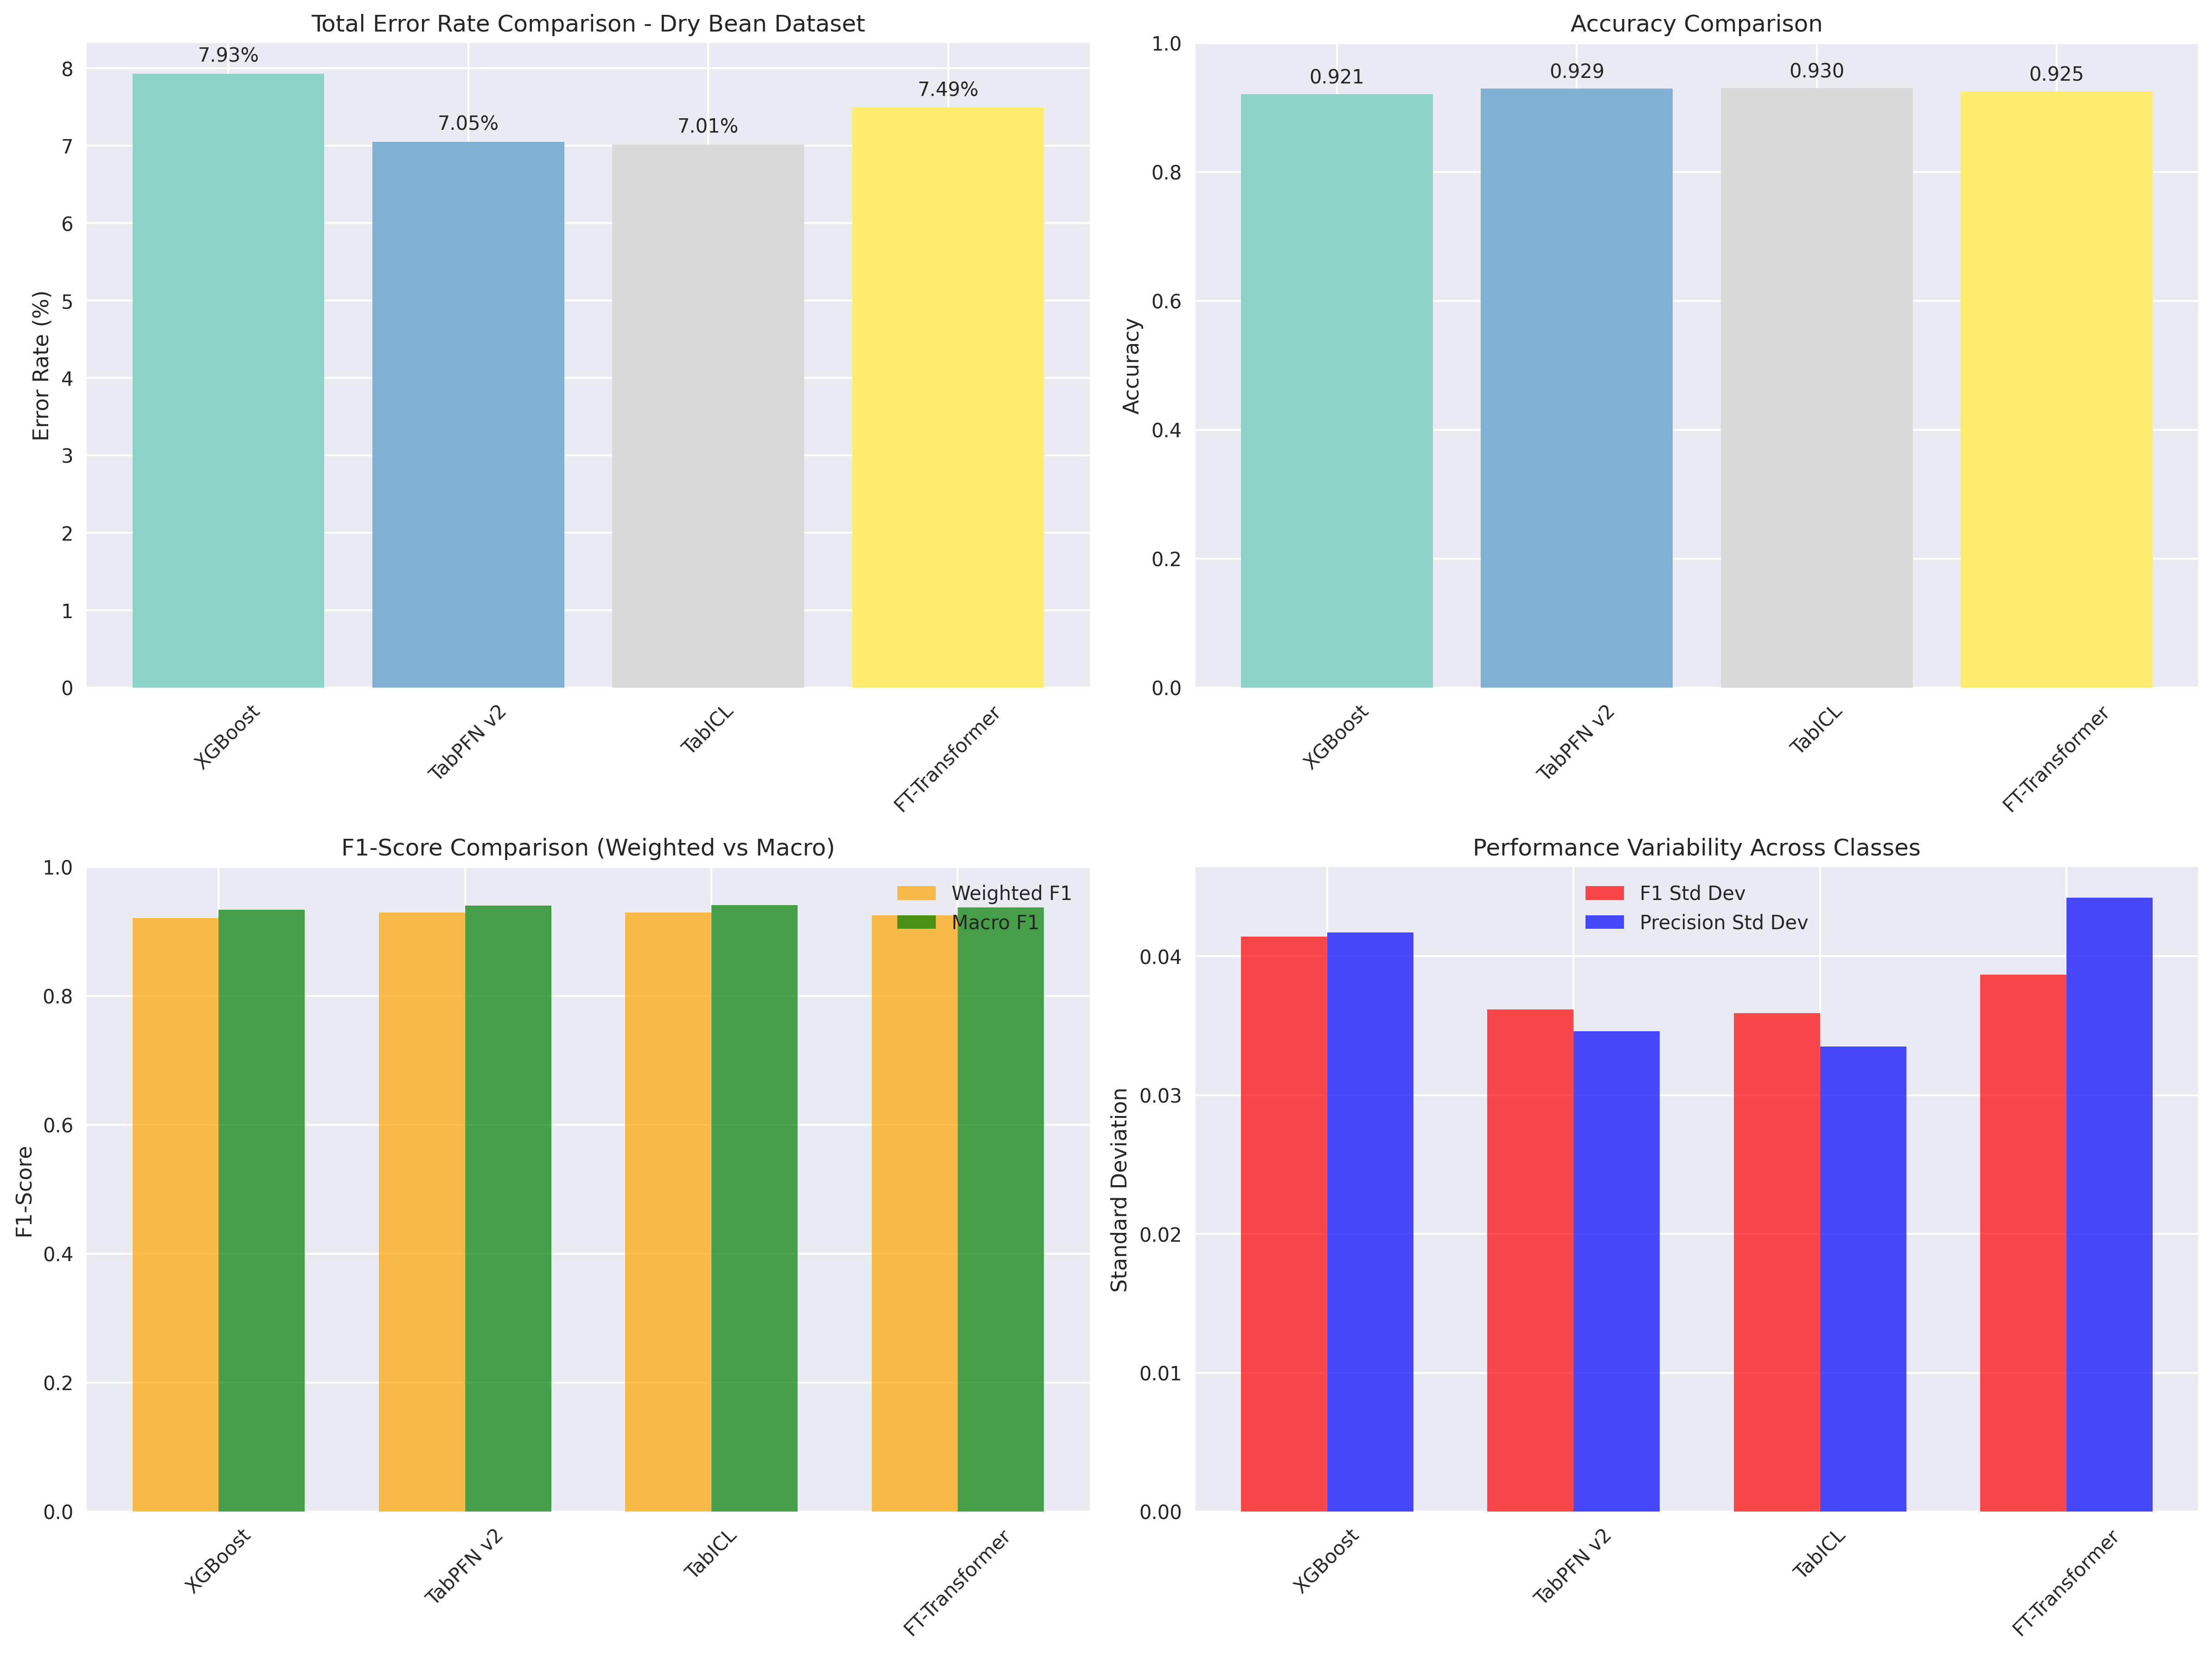 Total Error Rate Comparison - Dry Bean Dataset
7.93%
7.05%
7.01%
7.49%
8
7
6
5
4
3
2
1
0
Error Rate (%)
XGBoost
TabPFN v2
TabICL
FT-Transformer
Accuracy Comparison
0.921
0.929
0.930
0.925
1.0
0.8
0.6
0.4
0.2
0.0
Accuracy
XGBoost
TabPFN v2
TabICL
FT-Transformer
F1-Score Comparison (Weighted vs Macro)
Weighted F1
Macro F1
1.0
0.8
0.6
0.4
0.2
0.0
F1-Score
XGBoost
TabPFN v2
TabICL
FT-Transformer
Performance Variability Across Classes
F1 Std Dev
Precision Std Dev
0.04
0.03
0.02
0.01
0.00
Standard Deviation
XGBoost
TabPFN v2
TabICL
FT-Transformer